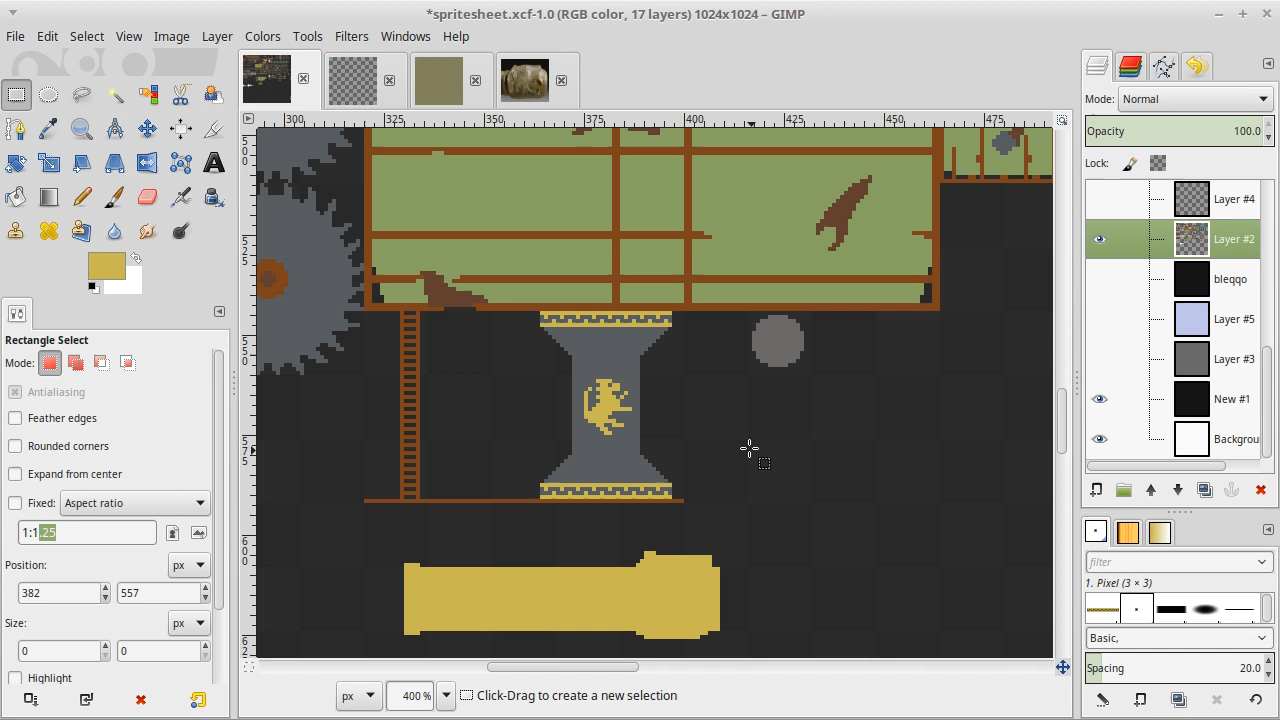 *spritesheet.xcf-1.0 (RGB color, 17 layers) 1024x1024 – GIMP
File Edit Select View Image Layer Colors Tools Filters Windows Help
300 325 350 375 400 425 450 475
Mode: Normal
Opacity 100.0
Lock:
Layer #4
Layer #2
bleqqo
Layer #5
Layer #3
New #1
Backgrou
Rectangle Select
Mode:
Antialiasing
Feather edges
Rounded corners
Expand from center
Fixed: Aspect ratio
1:1.25
Position: px
382 557
Size: px
0 0
Highlight
filter
1. Pixel (3 × 3)
Basic,
Spacing 20.0
px 400 % Click-Drag to create a new selection